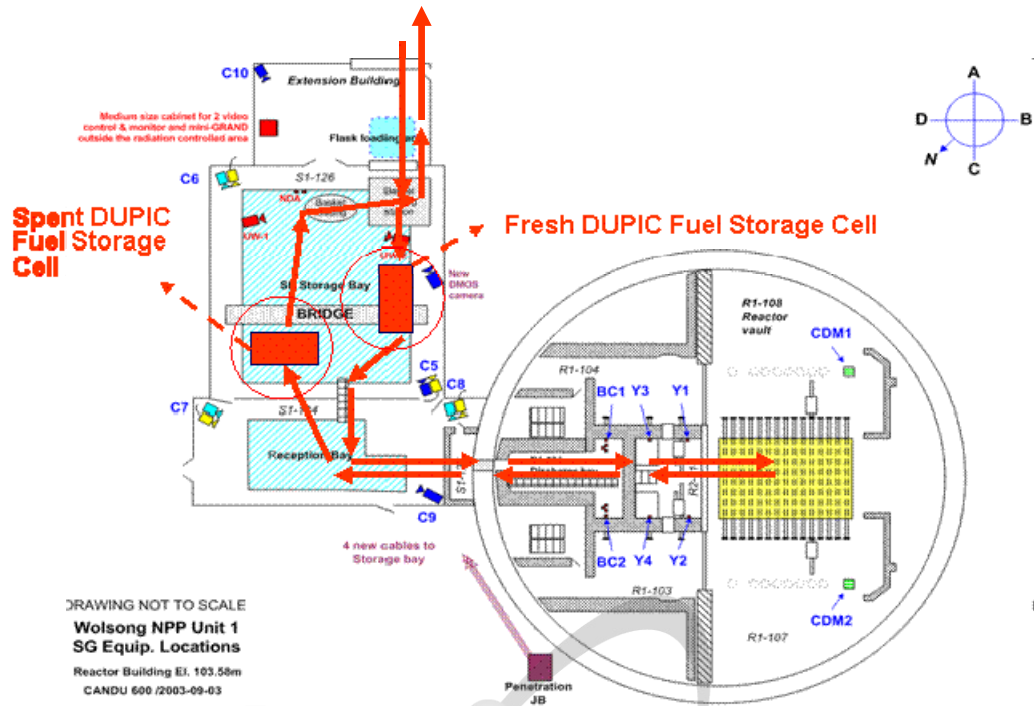 C10
Extension Building
A
D
B
N
C
Medium size cabinet for 2 video
control & monitor and mini-GRAND
outside the radiation controlled area
Flask loading
C6
S1-126
NDA
Basket
station
Spent DUPIC
Fuel Storage
Cell
Fresh DUPIC Fuel Storage Cell
UW-1
New
DMOS
camera
Storage Bay
BRIDGE
R1-108
Reactor
vault
CDM1
R1-104
C5
C8
BC1
Y3
Y1
C7
Reception Bay
Discharge bay
C9
4 new cables to
Storage bay
BC2
Y4
Y2
R1-103
CDM2
R1-107
DRAWING NOT TO SCALE
Wolsong NPP Unit 1
SG Equip. Locations
Reactor Building El. 103.58m
CANDU 600 /2003-09-03
Penetration
JB